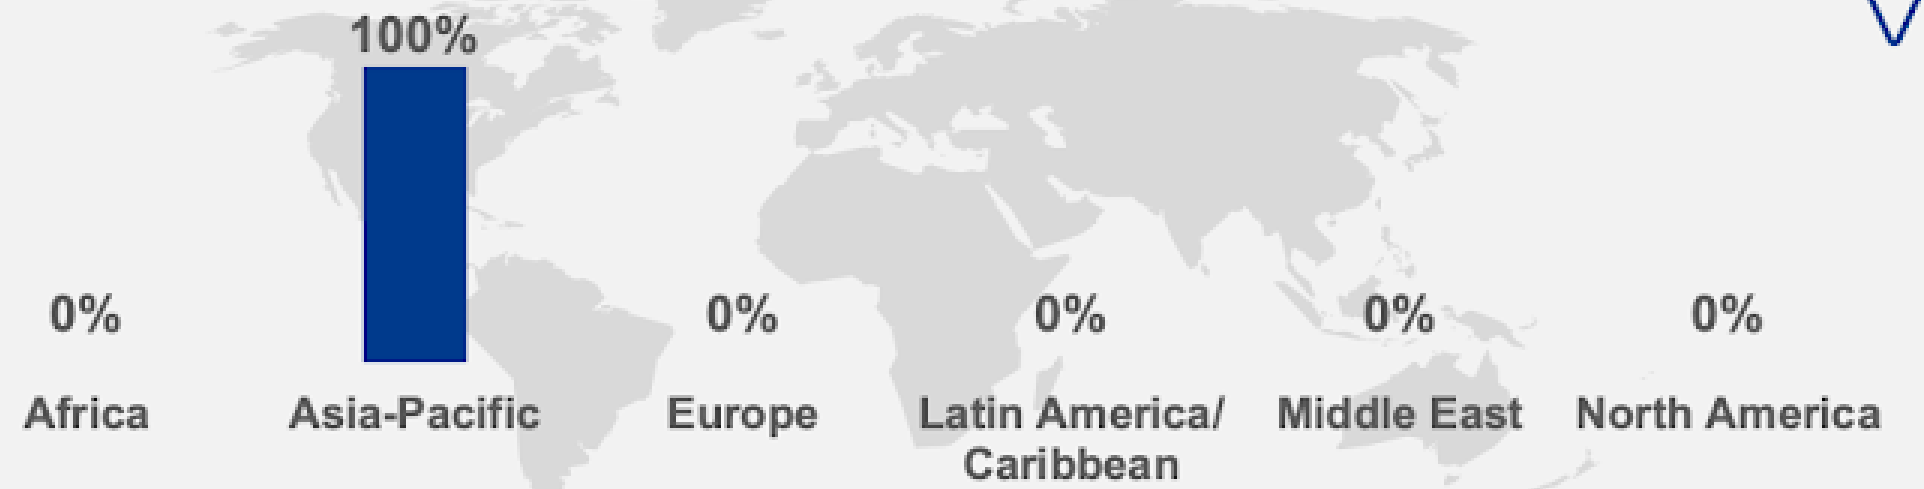 100%
0%
0%
0%
0%
0%
Africa
Asia-Pacific
Europe
Latin America/
Caribbean
Middle East
North America